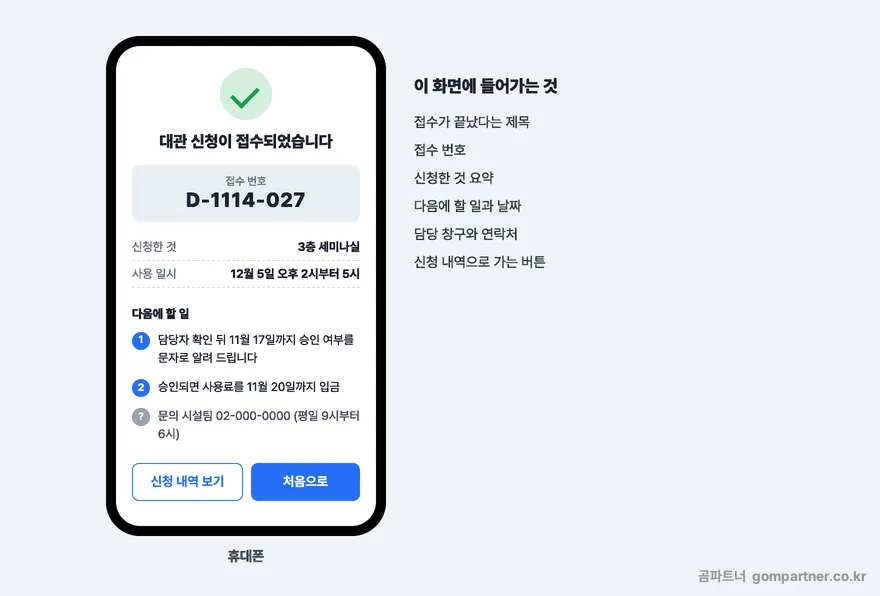 대관 신청이 접수되었습니다
접수 번호
D-1114-027
신청한 것 3층 세미나실
사용 일시 12월 5일 오후 2시부터 5시
다음에 할 일
1 담당자 확인 뒤 11월 17일까지 승인 여부를
문자로 알려 드립니다
2 승인되면 사용료를 11월 20일까지 입금
? 문의 시설팀 02-000-0000 (평일 9시부터
6시)
신청 내역 보기 처음으로
휴대폰
이 화면에 들어가는 것
접수가 끝났다는 제목
접수 번호
신청한 것 요약
다음에 할 일과 날짜
담당 창구와 연락처
신청 내역으로 가는 버튼
곰파트너 gompartner.co.kr